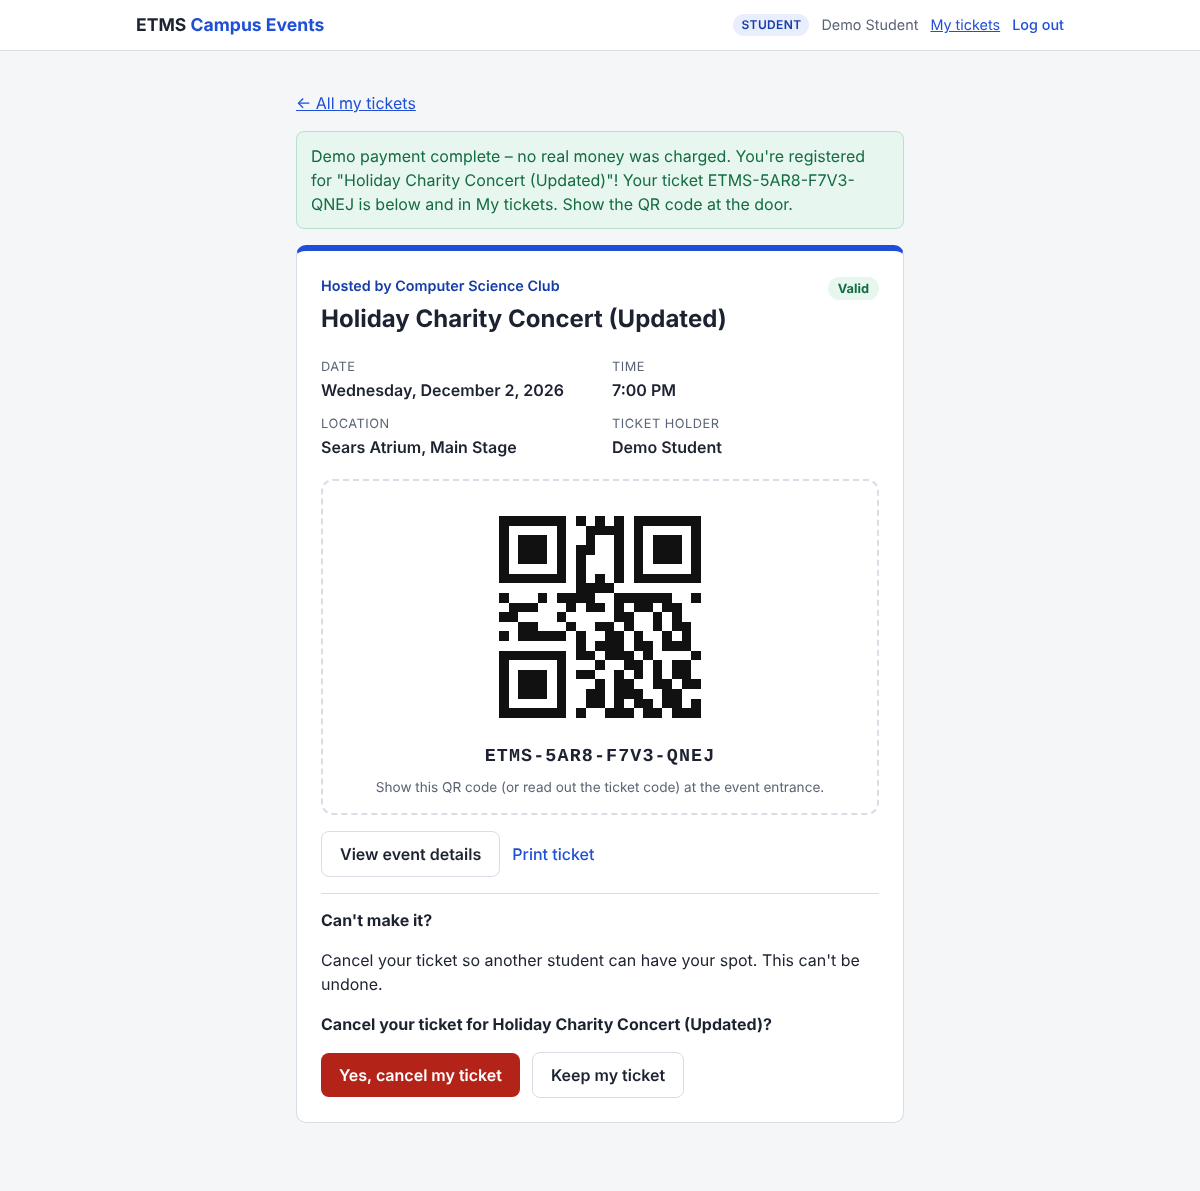 ETMS Campus Events
STUDENT Demo Student My tickets Log out
← All my tickets
Demo payment complete – no real money was charged. You're registered
for "Holiday Charity Concert (Updated)"! Your ticket ETMS-5AR8-F7V3-
QNEJ is below and in My tickets. Show the QR code at the door.
Hosted by Computer Science Club
Valid
Holiday Charity Concert (Updated)
DATE
Wednesday, December 2, 2026
TIME
7:00 PM
LOCATION
Sears Atrium, Main Stage
TICKET HOLDER
Demo Student
ETMS-5AR8-F7V3-QNEJ
Show this QR code (or read out the ticket code) at the event entrance.
View event details Print ticket
Can't make it?
Cancel your ticket so another student can have your spot. This can't be
undone.
Cancel your ticket for Holiday Charity Concert (Updated)?
Yes, cancel my ticket Keep my ticket